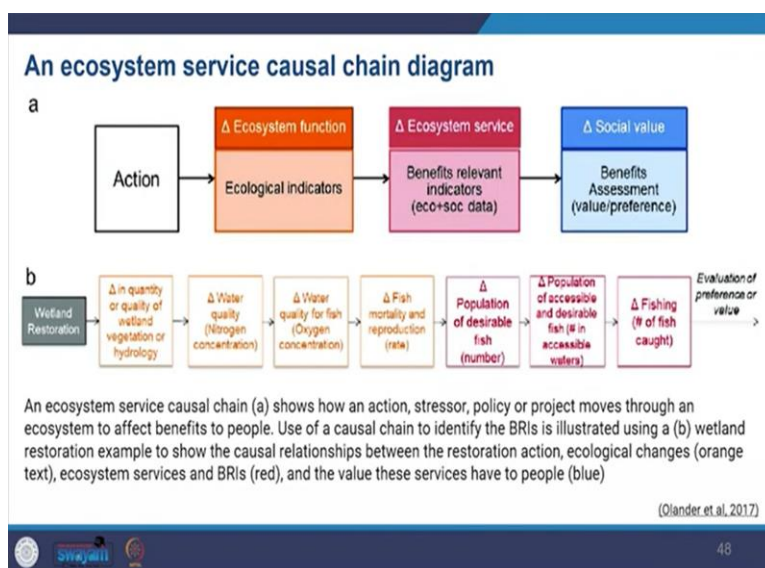 An ecosystem service causal chain diagram
a
Action
Δ Ecosystem function
Ecological indicators
Δ Ecosystem service
Benefits relevant
indicators
(eco+soc data)
Δ Social value
Benefits
Assessment
(value/preference)
b
Wetland
Restoration
Δ in quantity
or quality of
wetland
vegetation or
hydrology
Δ Water
quality
(Nitrogen
concentration)
Δ Water
quality for fish
(Oxygen
concentration)
Δ Fish
mortality and
reproduction
(rate)
Δ
Population
of desirable
fish
(number)
Δ Population
of accessible
and desirable
fish (# in
accessible
waters)
Δ Fishing
(# of fish
caught)
Evaluation of
preference or
value
An ecosystem service causal chain (a) shows how an action, stressor, policy or project moves through an
ecosystem to affect benefits to people. Use of a causal chain to identify the BRIs is illustrated using a (b) wetland
restoration example to show the causal relationships between the restoration action, ecological changes (orange
text), ecosystem services and BRIs (red), and the value these services have to people (blue)
(Olander et al, 2017)
swayam
48